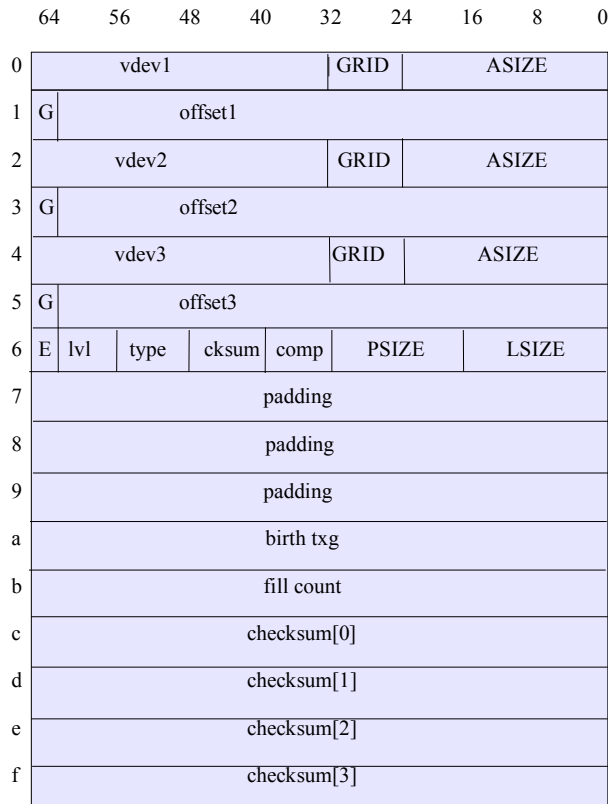 64 56 48 40 32 24 16 8 0
0 vdev1 GRID ASIZE
1 G offset1
2 vdev2 GRID ASIZE
3 G offset2
4 vdev3 GRID ASIZE
5 G offset3
6 E lvl type cksum comp PSIZE LSIZE
7 padding
8 padding
9 padding
a birth txg
b fill count
c checksum[0]
d checksum[1]
e checksum[2]
f checksum[3]